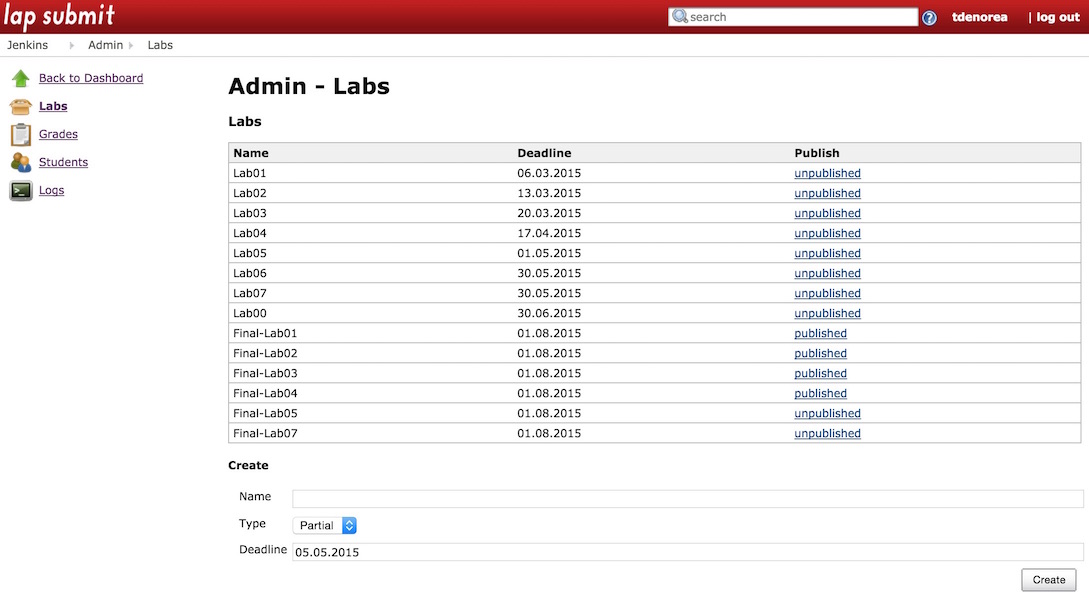 lap submit
search
?
tdenorea
| log out
Jenkins Admin Labs
Back to Dashboard
Labs
Grades
Students
Logs
Admin - Labs
Labs
Name Deadline Publish
Lab01 06.03.2015 unpublished
Lab02 13.03.2015 unpublished
Lab03 20.03.2015 unpublished
Lab04 17.04.2015 unpublished
Lab05 01.05.2015 unpublished
Lab06 30.05.2015 unpublished
Lab07 30.05.2015 unpublished
Lab00 30.06.2015 unpublished
Final-Lab01 01.08.2015 published
Final-Lab02 01.08.2015 published
Final-Lab03 01.08.2015 published
Final-Lab04 01.08.2015 published
Final-Lab05 01.08.2015 unpublished
Final-Lab07 01.08.2015 unpublished
Create
Name
Type Partial
Deadline 05.05.2015
Create